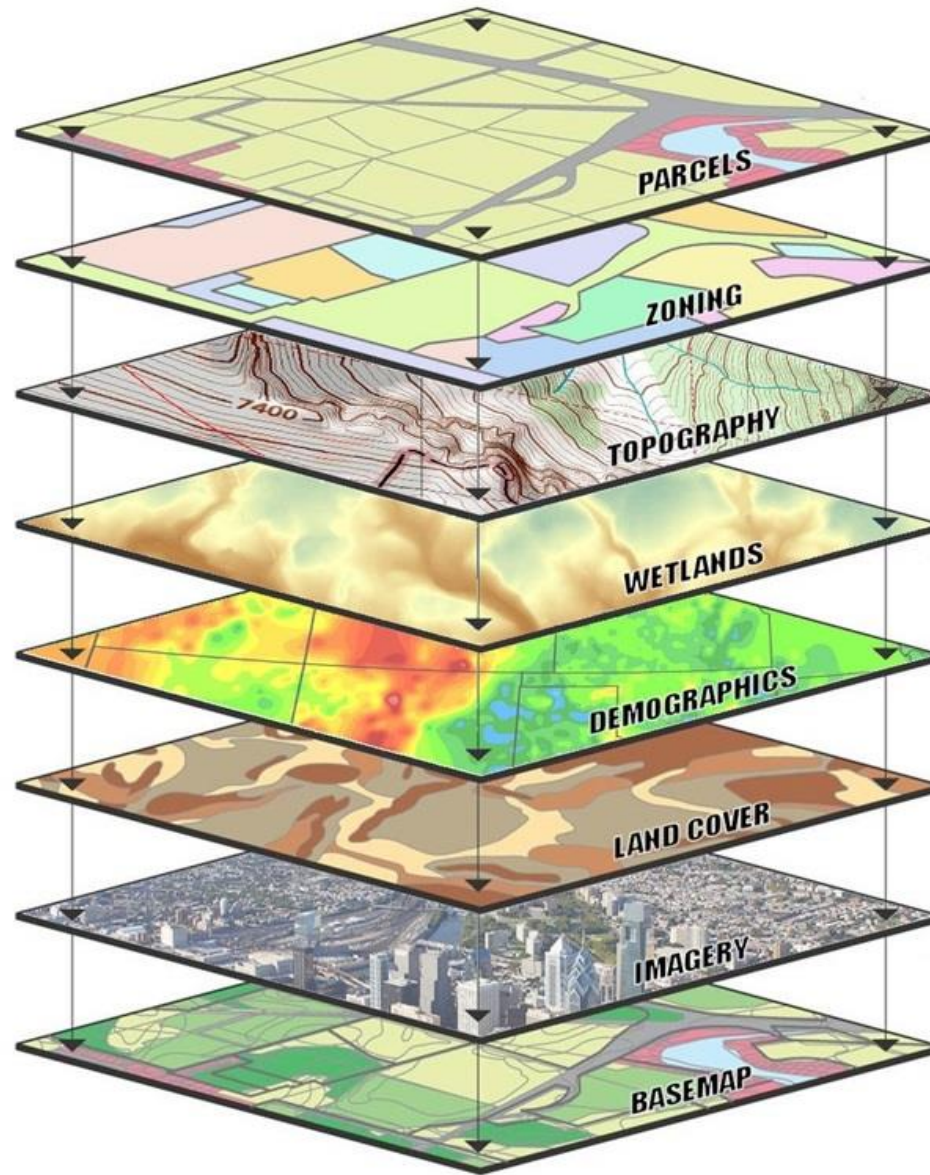 PARCELS
ZONING
7400
TOPOGRAPHY
WETLANDS
DEMOGRAPHICS
LAND COVER
IMAGERY
BASEMAP